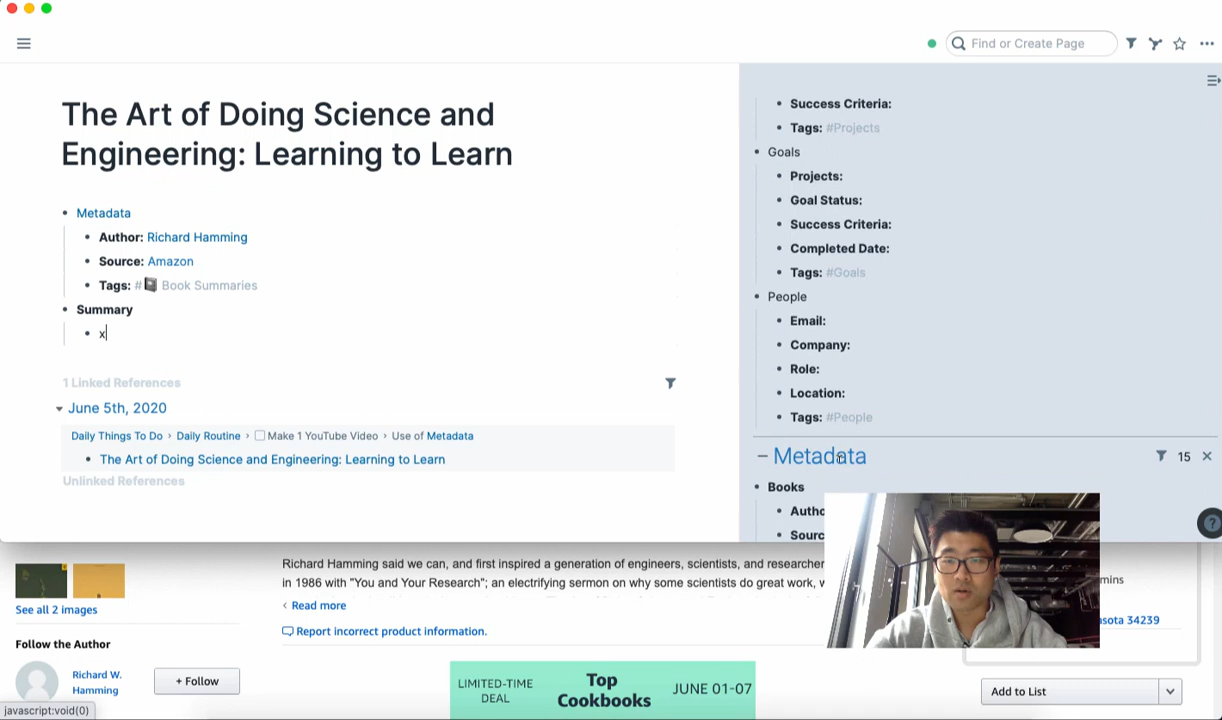 Find or Create Page
The Art of Doing Science and
Engineering: Learning to Learn
Metadata
Author: Richard Hamming
Source: Amazon
Tags: # Book Summaries
Summary
x
1 Linked References
June 5th, 2020
Daily Things To Do › Daily Routine › Make 1 YouTube Video › Use of Metadata
The Art of Doing Science and Engineering: Learning to Learn
Unlinked References
Success Criteria:
Tags: #Projects
Goals
Projects:
Goal Status:
Success Criteria:
Completed Date:
Tags: #Goals
People
Email:
Company:
Role:
Location:
Tags: #People
Metadata
15
Books
Autho
Sourc
?
Richard Hamming said we can, and first inspired a generation of engineers, scientists, and researcher
in 1986 with "You and Your Research"; an electrifying sermon on why some scientists do great work, w
‹ Read more
Report incorrect product information.
See all 2 images
Follow the Author
Richard W.
Hamming
+ Follow
LIMITED-TIME
DEAL
Top
Cookbooks
JUNE 01-07
mins
sota 34239
Add to List
javascript:void(0)